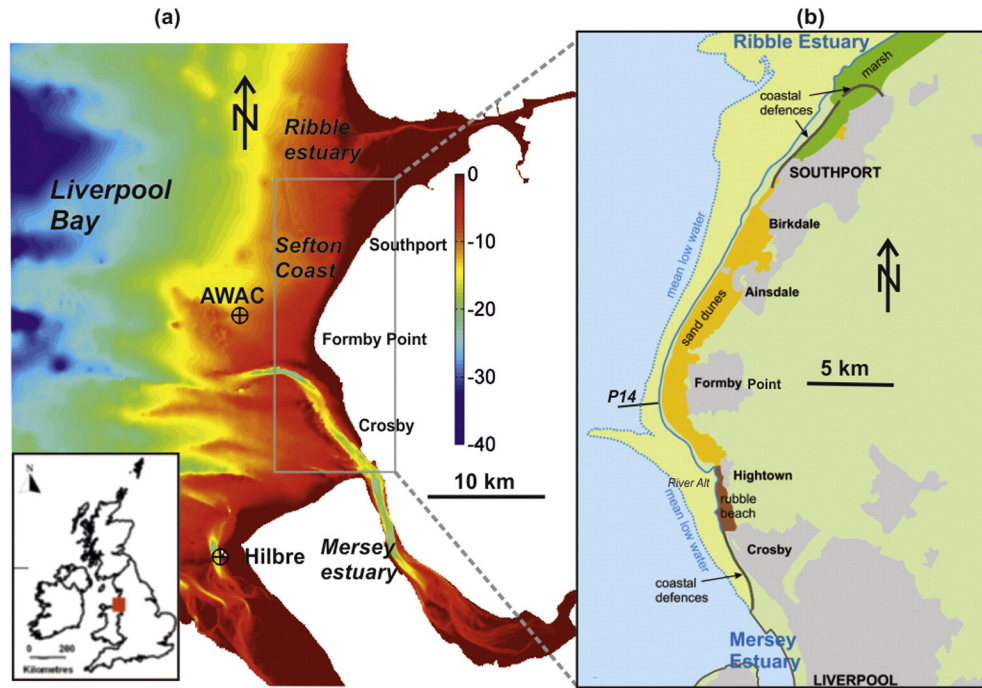 (a)
(b)
N
Ribble
estuary
Liverpool
Bay
Sefton
Coast
Southport
AWAC
Formby Point
Crosby
0
-10
-20
-30
-40
10 km
Hilbre
Mersey
estuary
N
0 200
Kilometres
Ribble Estuary
marsh
coastal
defences
SOUTHPORT
mean low water
Birkdale
N
Ainsdale
sand dunes
5 km
Formby Point
P14
Hightown
River Alt
rubble
beach
mean low water
Crosby
coastal
defences
Mersey
Estuary
LIVERPOOL